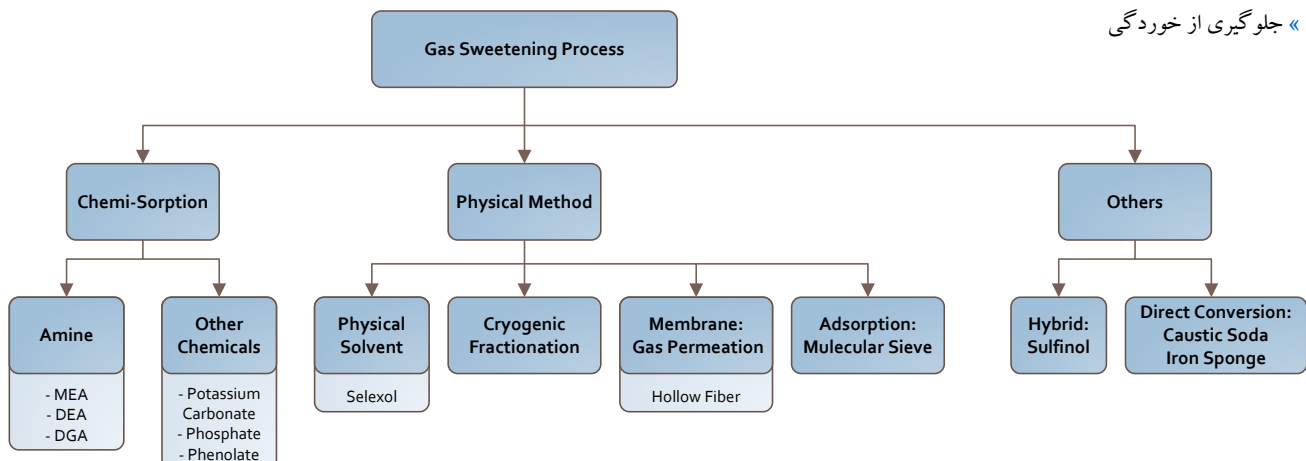 » جلوگیری از خوردگی
Gas Sweetening Process
Chemi-Sorption
Physical Method
Others
Amine
- MEA
- DEA
- DGA
Other
Chemicals
- Potassium
Carbonate
- Phosphate
- Phenolate
Physical
Solvent
Selexol
Cryogenic
Fractionation
Membrane:
Gas Permeation
Hollow Fiber
Adsorption:
Molecular Sieve
Hybrid:
Sulfinol
Direct Conversion:
Caustic Soda
Iron Sponge